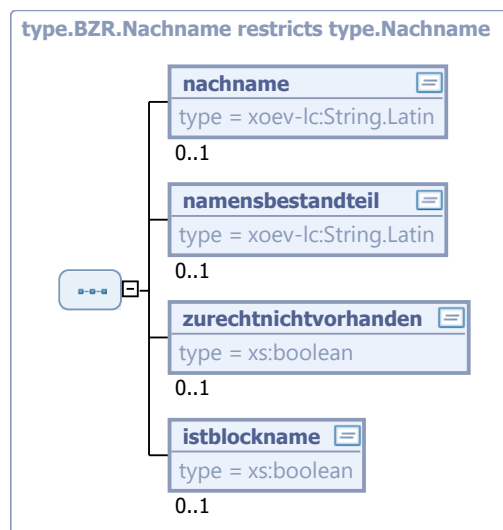 type.BZR.Nachname restricts type.Nachname
nachname
type = xoev-lc:String.Latin
0..1
namensbestandteil
type = xoev-lc:String.Latin
0..1
zurechtnichtvorhanden
type = xs:boolean
0..1
istblockname
type = xs:boolean
0..1